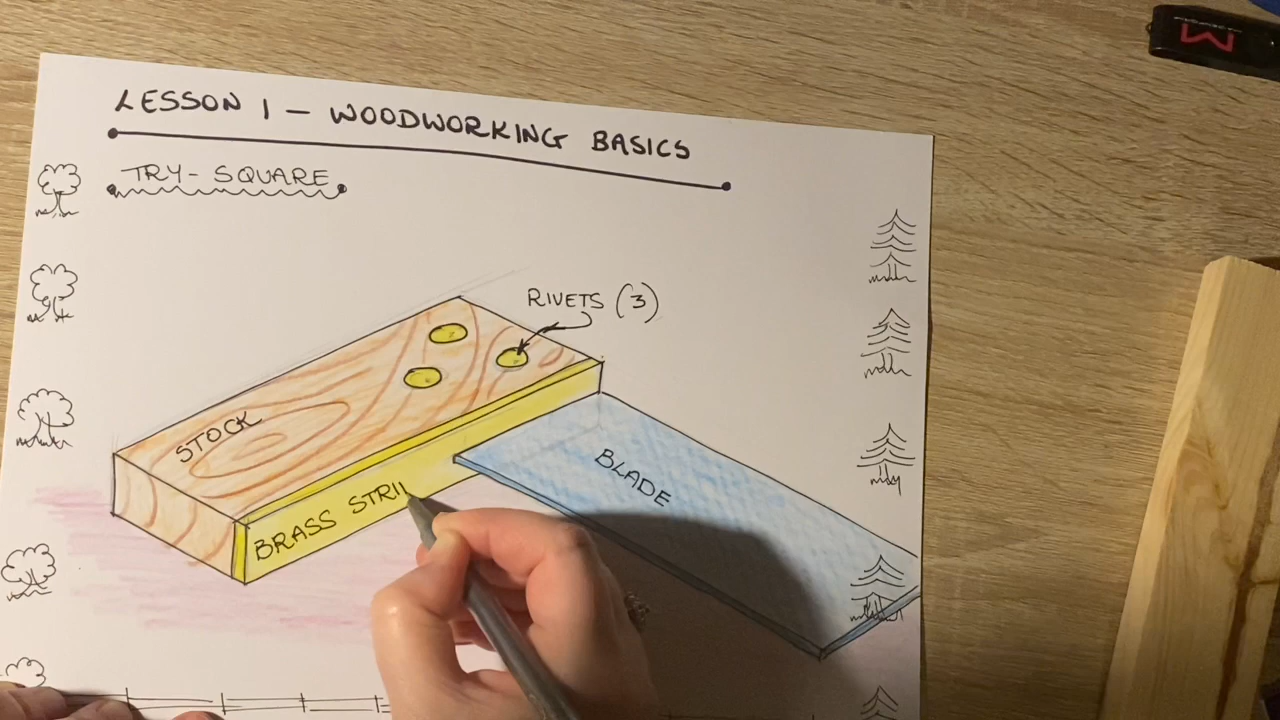 LESSON 1 – WOODWORKING BASICS
TRY-SQUARE
RIVETS (3)
STOCK
BLADE
BRASS STRI